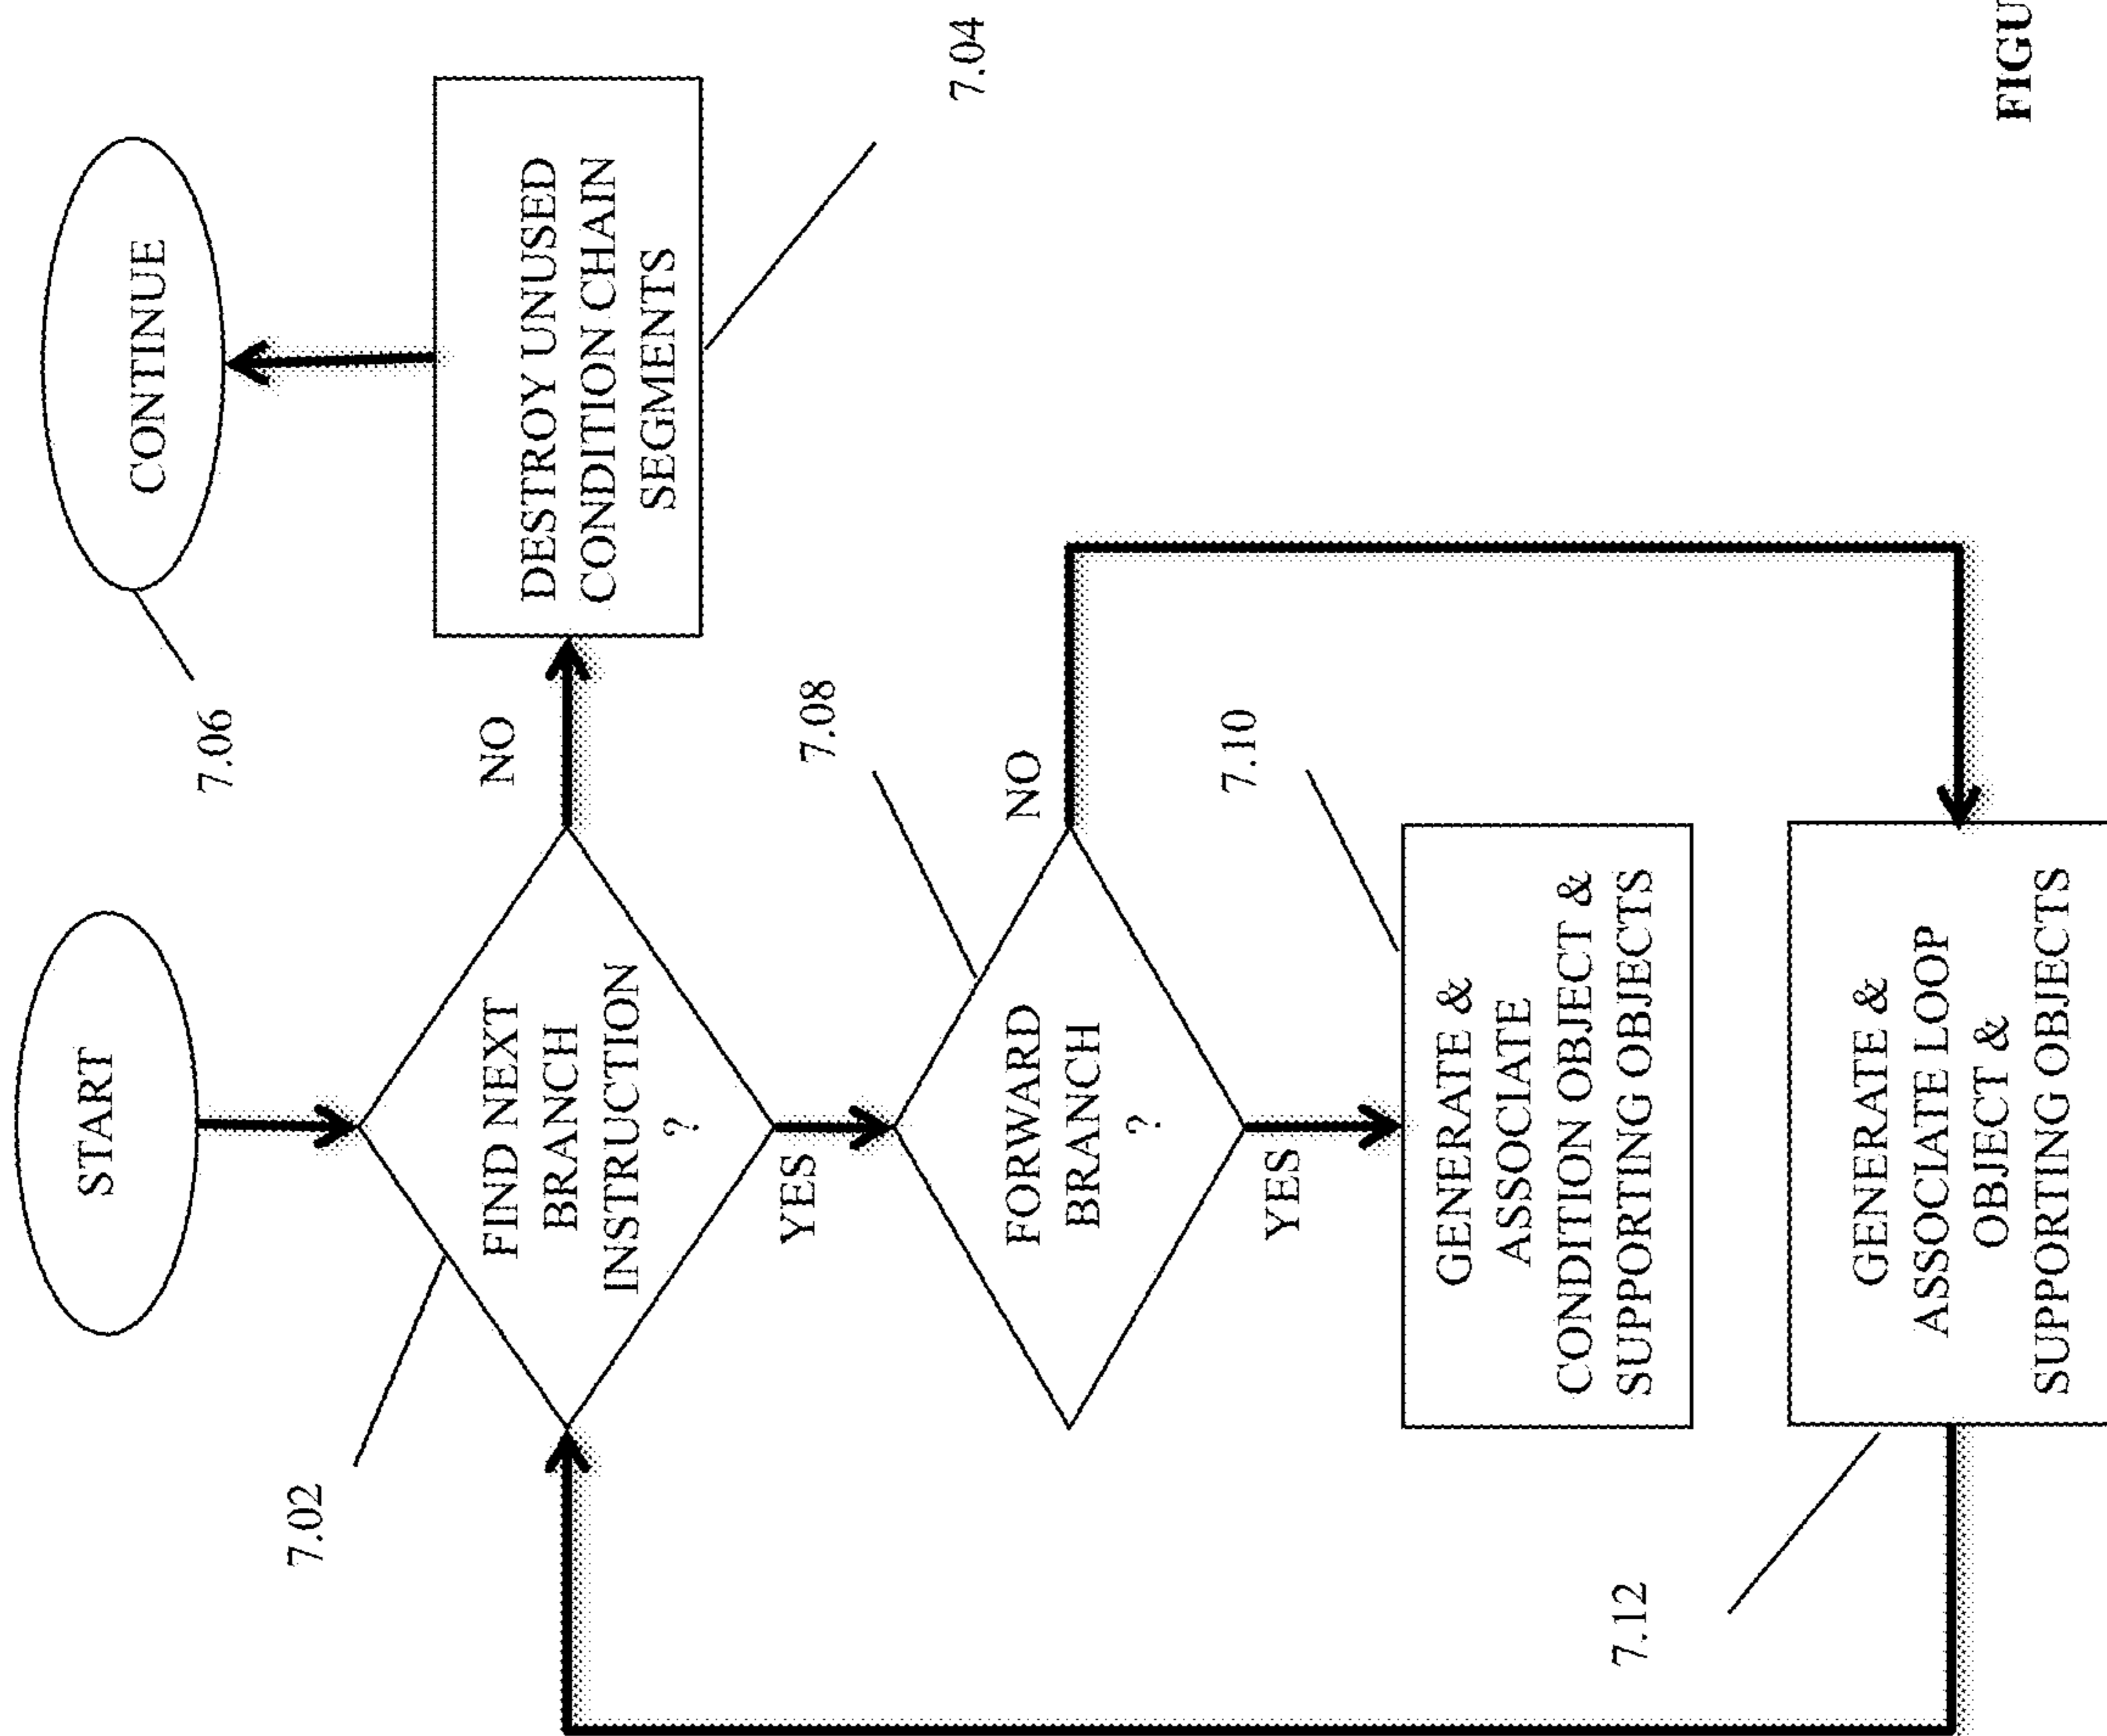 START
CONTINUE
7.06
FIND NEXT
BRANCH
INSTRUCTION
?
7.02
NO
DESTROY UNUSED
CONDITION CHAIN
SEGMENTS
7.04
YES
7.08
FORWARD
BRANCH
?
NO
YES
7.10
GENERATE &
ASSOCIATE
CONDITION OBJECT &
SUPPORTING OBJECTS
7.12
GENERATE &
ASSOCIATE LOOP
OBJECT &
SUPPORTING OBJECTS